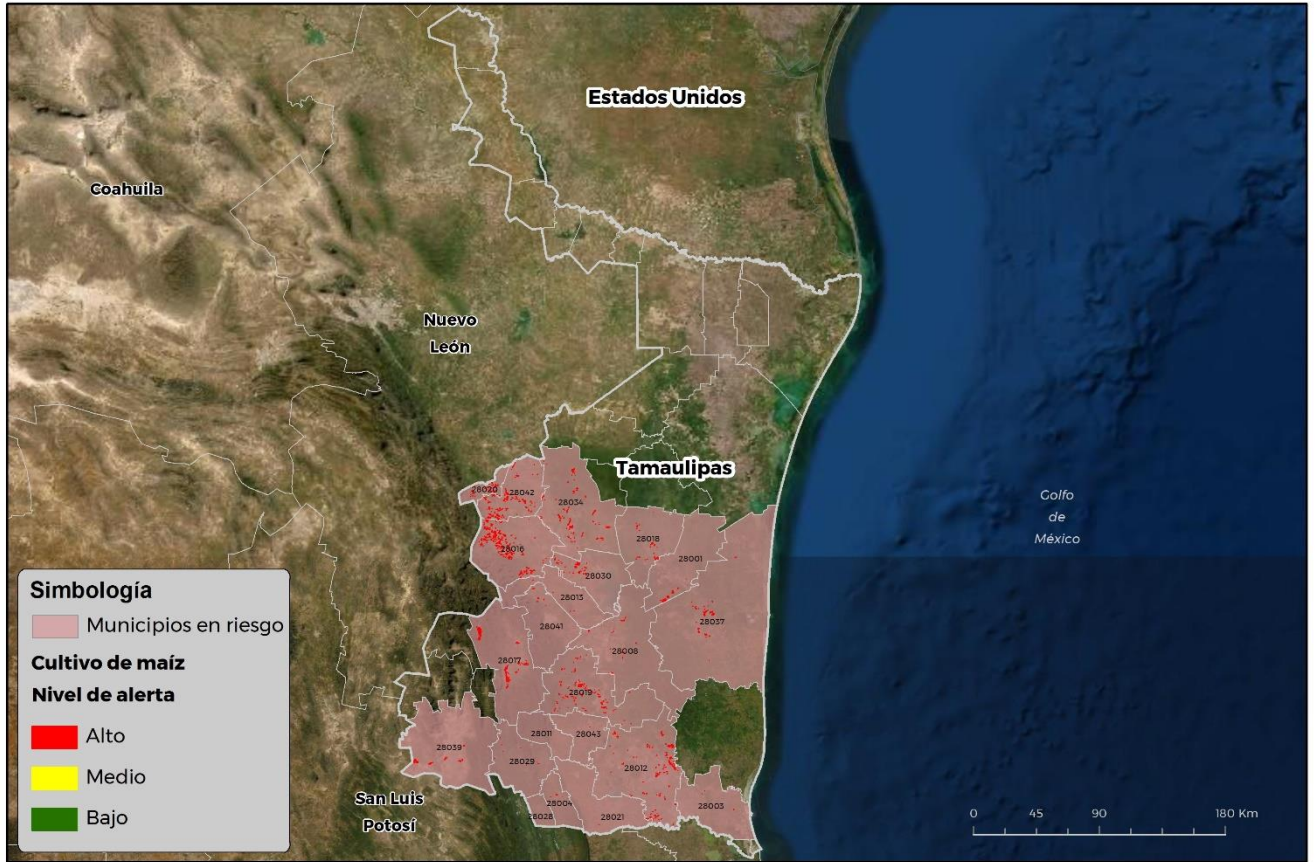 Estados Unidos
Coahuila
Nuevo
León
Tamaulipas
28020
28042
28034
Golfo
de
México
28018
28016
28001
28030
28013
28037
28041
28008
28017
28019
28011
28043
28039
28029
28012
San Luis
Potosí
28004
28003
28028
28021
Simbología
Municipios en riesgo
Cultivo de maíz
Nivel de alerta
Alto
Medio
Bajo
0 45 90 180 Km